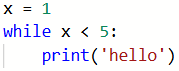 x = 1
while x < 5:
    print('hello')